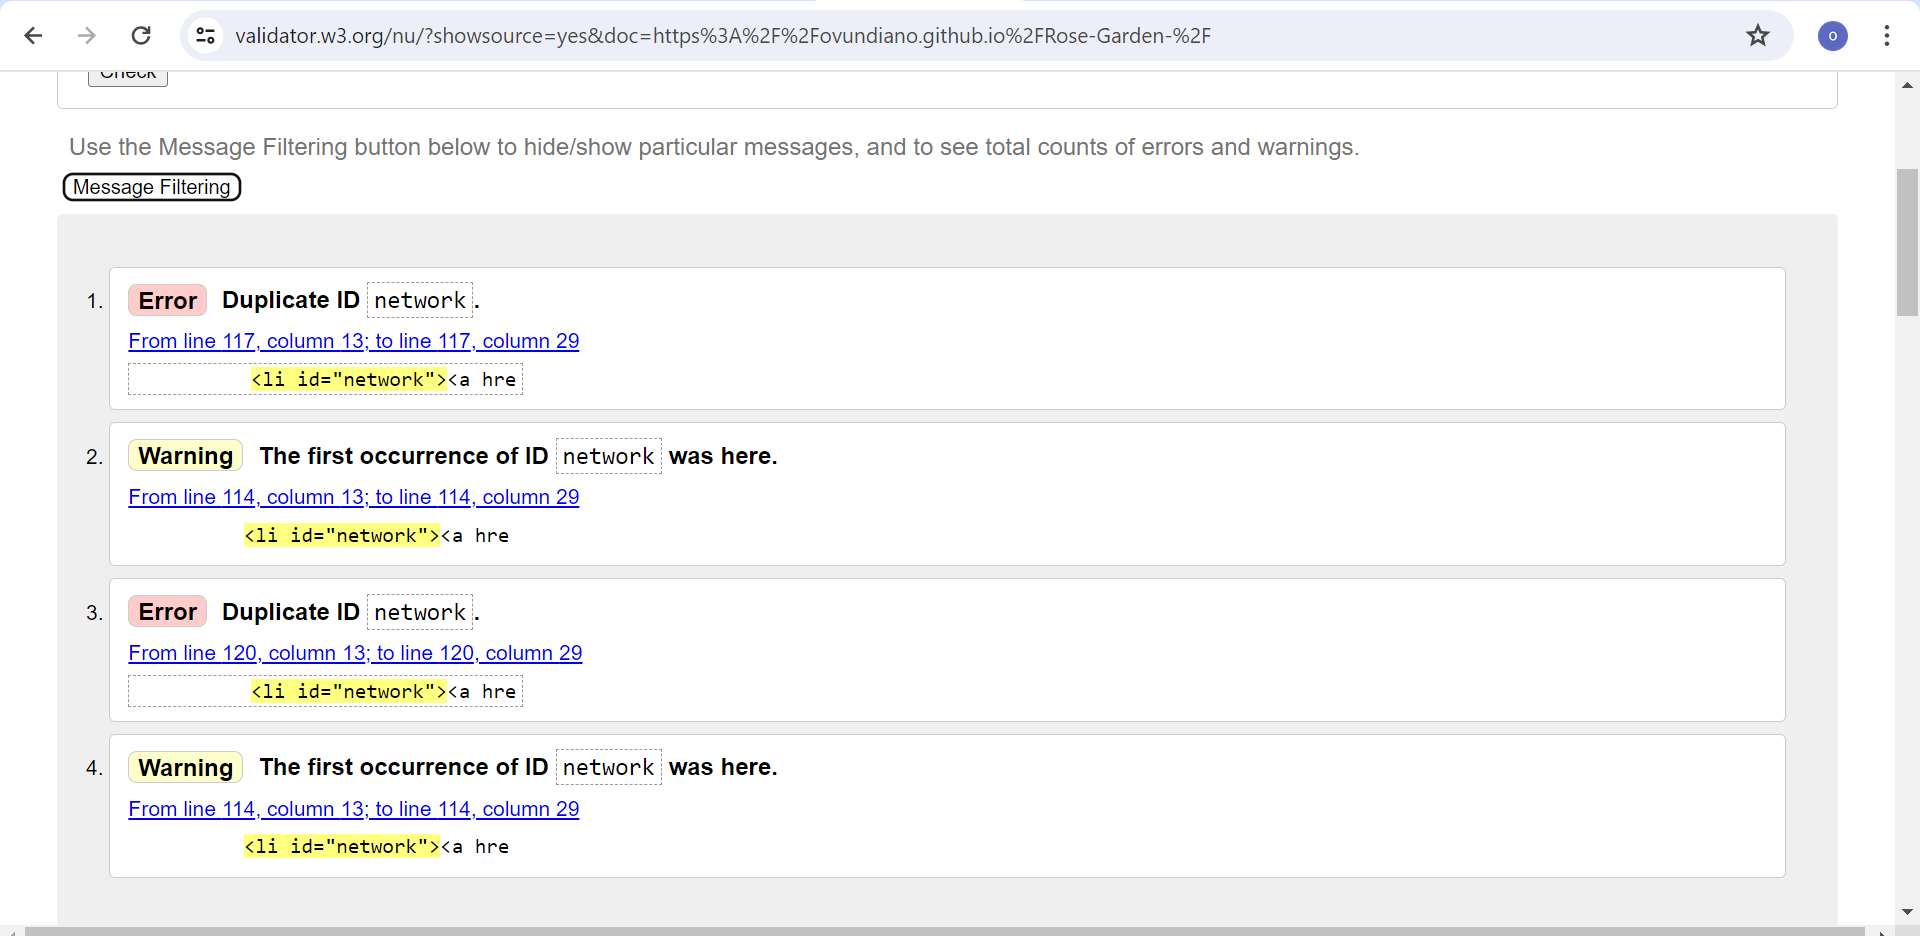 validator.w3.org/nu/?showsource=yes&doc=https%3A%2F%2Fovundiano.github.io%2FRose-Garden-%2F
O
Check
Use the Message Filtering button below to hide/show particular messages, and to see total counts of errors and warnings.
Message Filtering
1. Error Duplicate ID network.
From line 117, column 13; to line 117, column 29
<li id="network"><a hre
2. Warning The first occurrence of ID network was here.
From line 114, column 13; to line 114, column 29
<li id="network"><a hre
3. Error Duplicate ID network.
From line 120, column 13; to line 120, column 29
<li id="network"><a hre
4. Warning The first occurrence of ID network was here.
From line 114, column 13; to line 114, column 29
<li id="network"><a hre